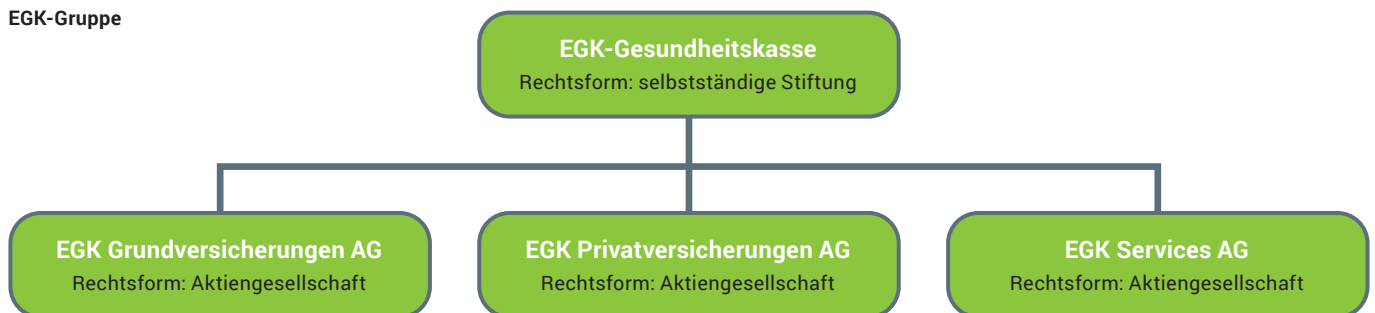 EGK-Gruppe
EGK-Gesundheitskasse
Rechtsform: selbstständige Stiftung
EGK Grundversicherungen AG
Rechtsform: Aktiengesellschaft
EGK Privatversicherungen AG
Rechtsform: Aktiengesellschaft
EGK Services AG
Rechtsform: Aktiengesellschaft